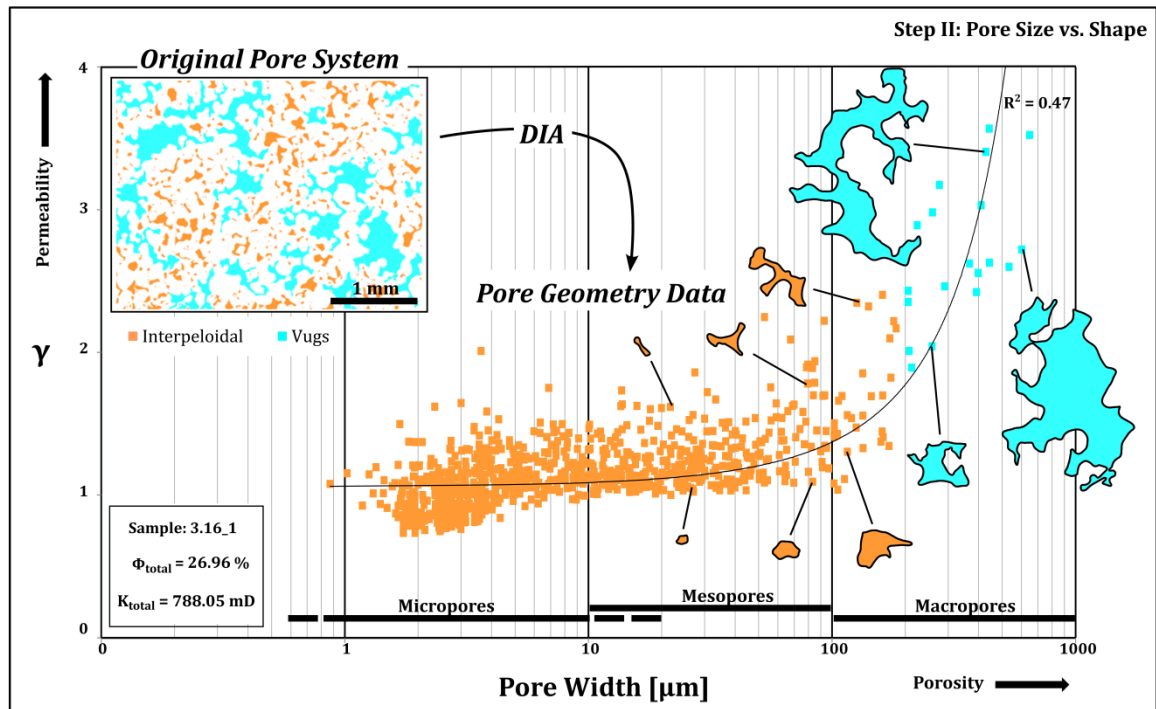 Step II: Pore Size vs. Shape
Original Pore System
DIA
1 mm
Interpeloidal
Vugs
Pore Geometry Data
R² = 0.47
Permeability
γ
4
3
2
1
0
Sample: 3.16_1
Φtotal = 26.96 %
Ktotal = 788.05 mD
Micropores
Mesopores
Macropores
0
1
10
100
1000
Pore Width [µm]
Porosity